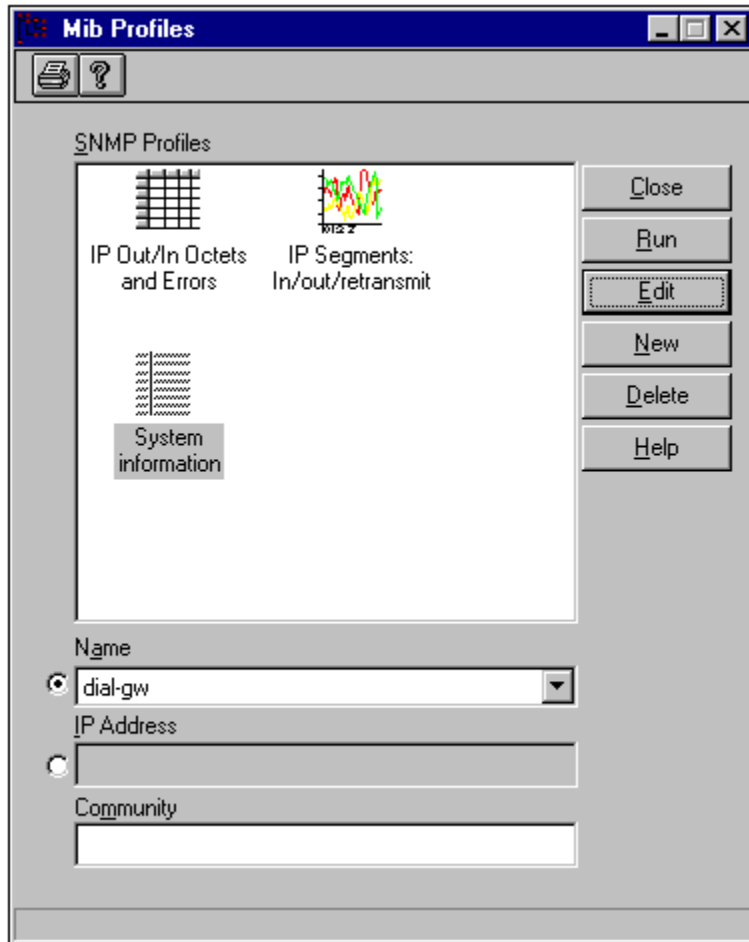 Mib Profiles
SNMP Profiles
IP Out/In Octets
and Errors
IP Segments:
In/out/retransmit
System
information
Close
Run
Edit
New
Delete
Help
Name
dial-gw
IP Address
Community